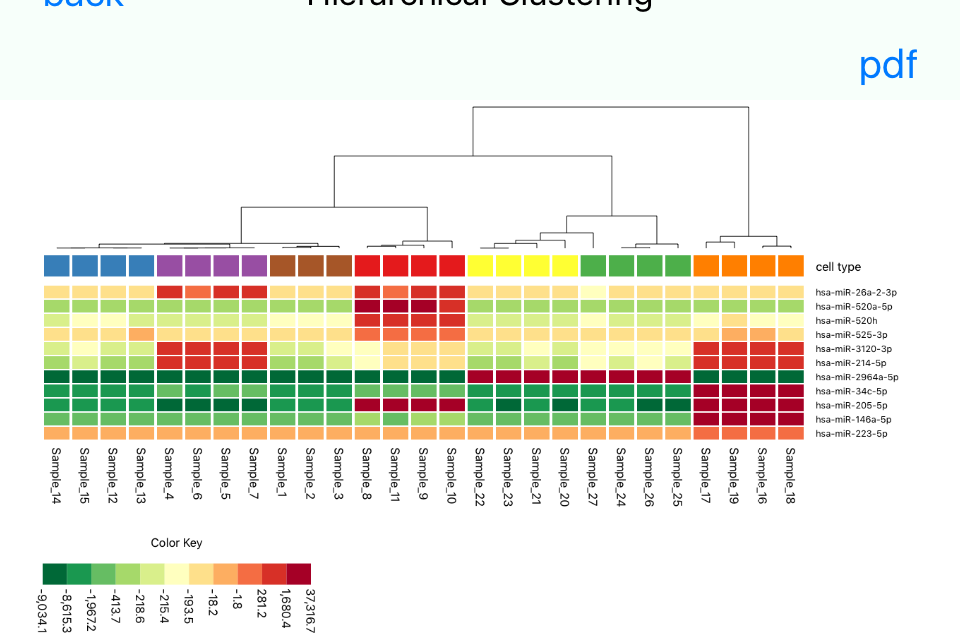 back
Hierarchical Clustering
pdf
cell type
hsa-miR-26a-2-3p
hsa-miR-520a-5p
hsa-miR-520h
hsa-miR-525-3p
hsa-miR-3120-3p
hsa-miR-214-5p
hsa-miR-2964a-5p
hsa-miR-34c-5p
hsa-miR-205-5p
hsa-miR-146a-5p
hsa-miR-223-5p
Sample_14
Sample_15
Sample_12
Sample_13
Sample_4
Sample_6
Sample_5
Sample_7
Sample_1
Sample_2
Sample_3
Sample_8
Sample_11
Sample_9
Sample_10
Sample_22
Sample_23
Sample_21
Sample_20
Sample_27
Sample_24
Sample_26
Sample_25
Sample_17
Sample_19
Sample_16
Sample_18
Color Key
-9,034.1
-8,615.3
-1,967.2
-413.7
-218.6
-215.4
-193.5
-18.2
-1.8
281.2
1,680.4
37,316.7